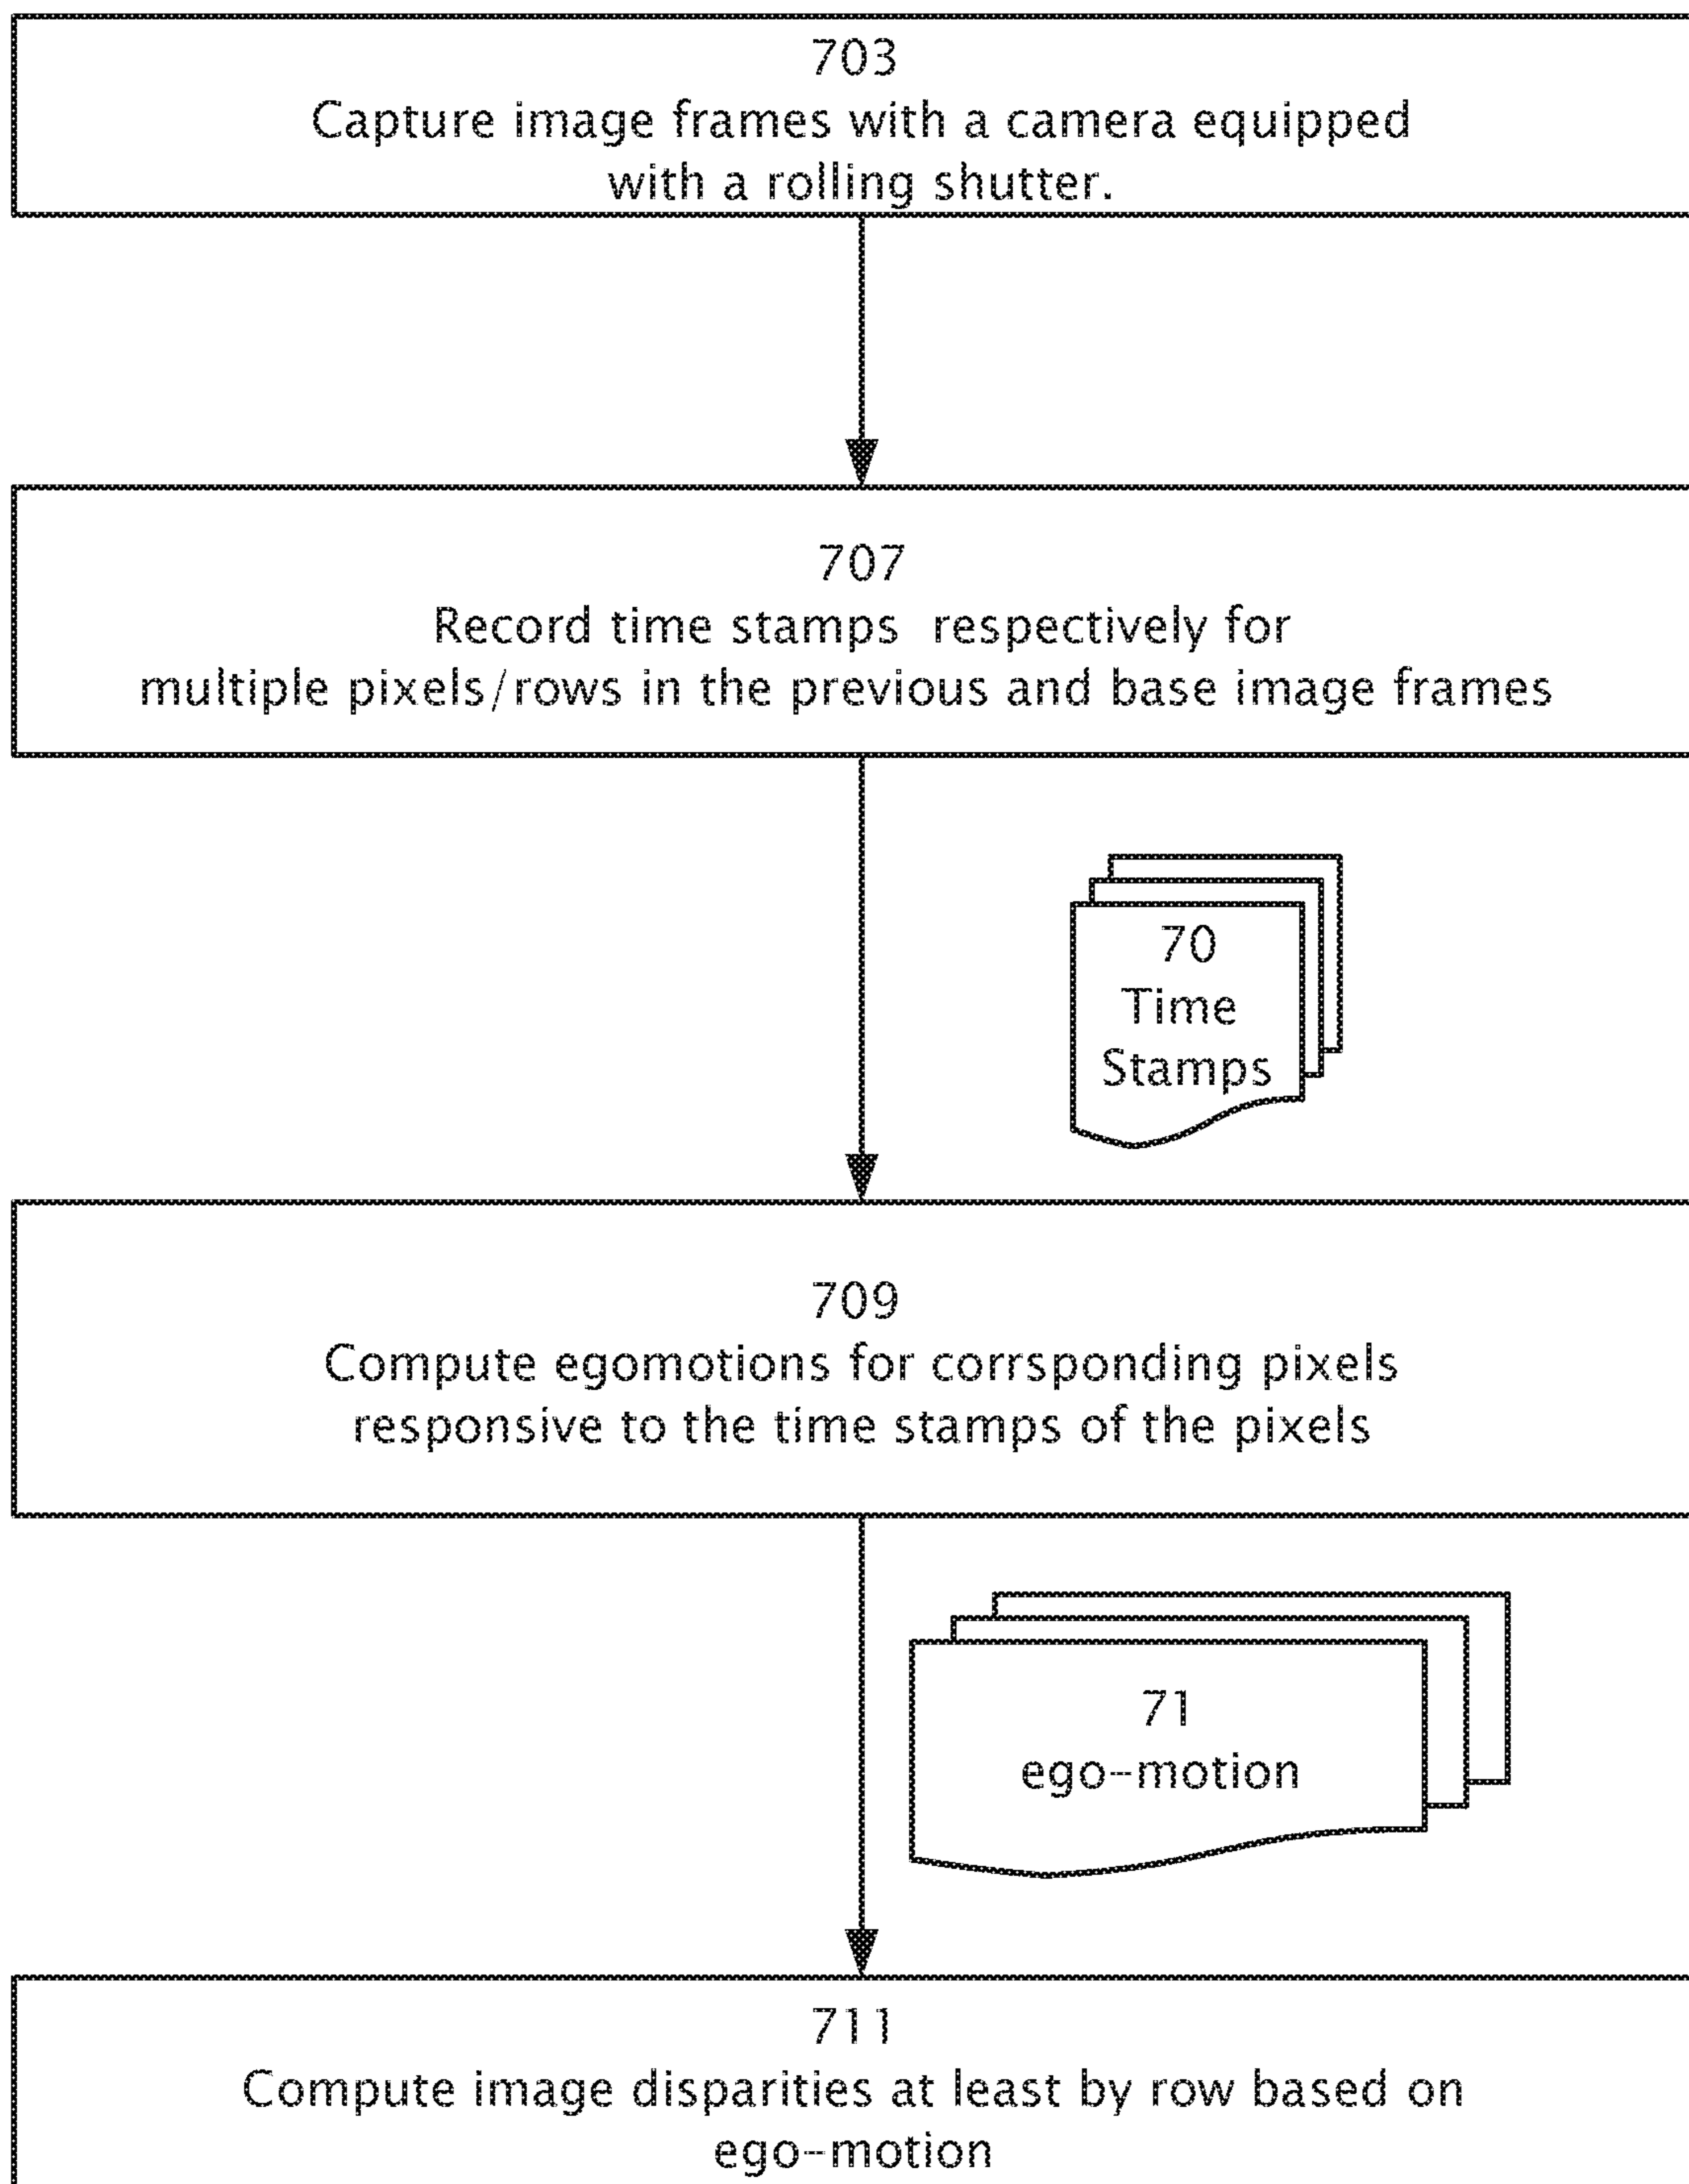 703
Capture image frames with a camera equipped
with a rolling shutter.
707
Record time stamps  respectively for
multiple pixels/rows in the previous and base image frames
70
Time
Stamps
709
Compute egomotions for corrsponding pixels
responsive to the time stamps of the pixels
71
ego-motion
711
Compute image disparities at least by row based on
ego-motion